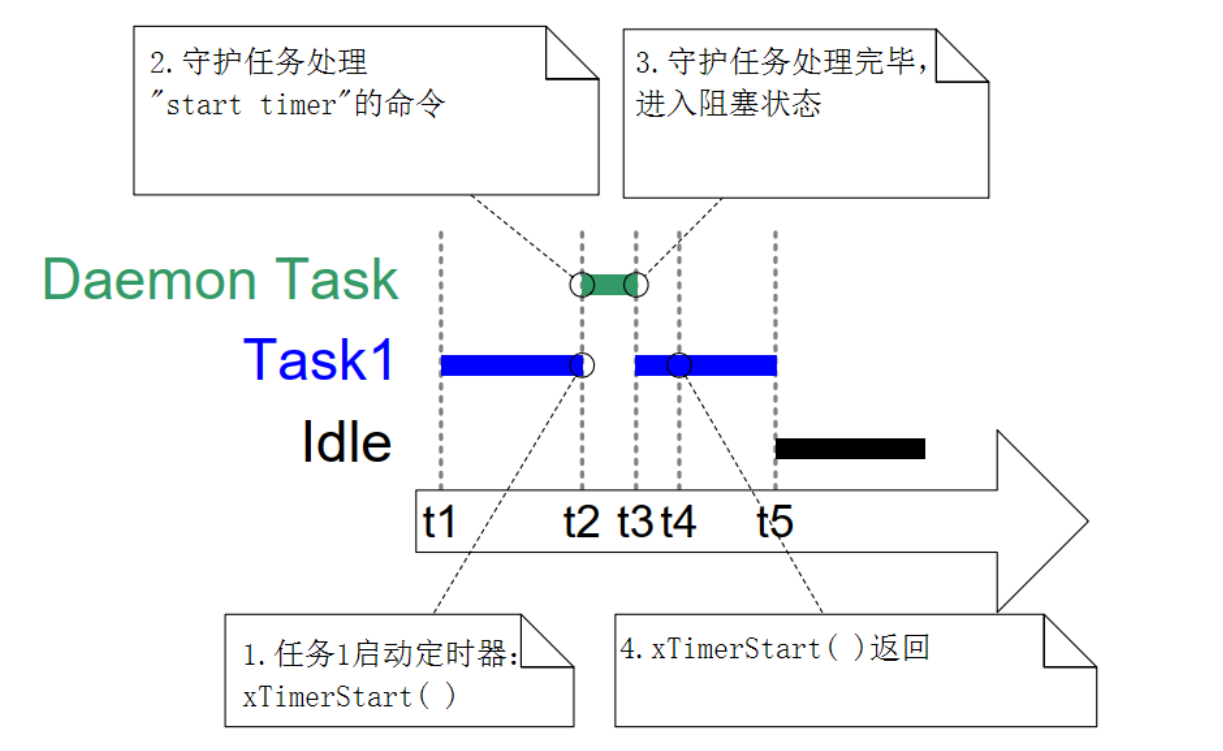 2.守护任务处理
"start timer"的命令
3.守护任务处理完毕，
进入阻塞状态
Daemon Task
Task1
Idle
t1 t2 t3 t4 t5
1.任务1启动定时器：
xTimerStart( )
4.xTimerStart( )返回